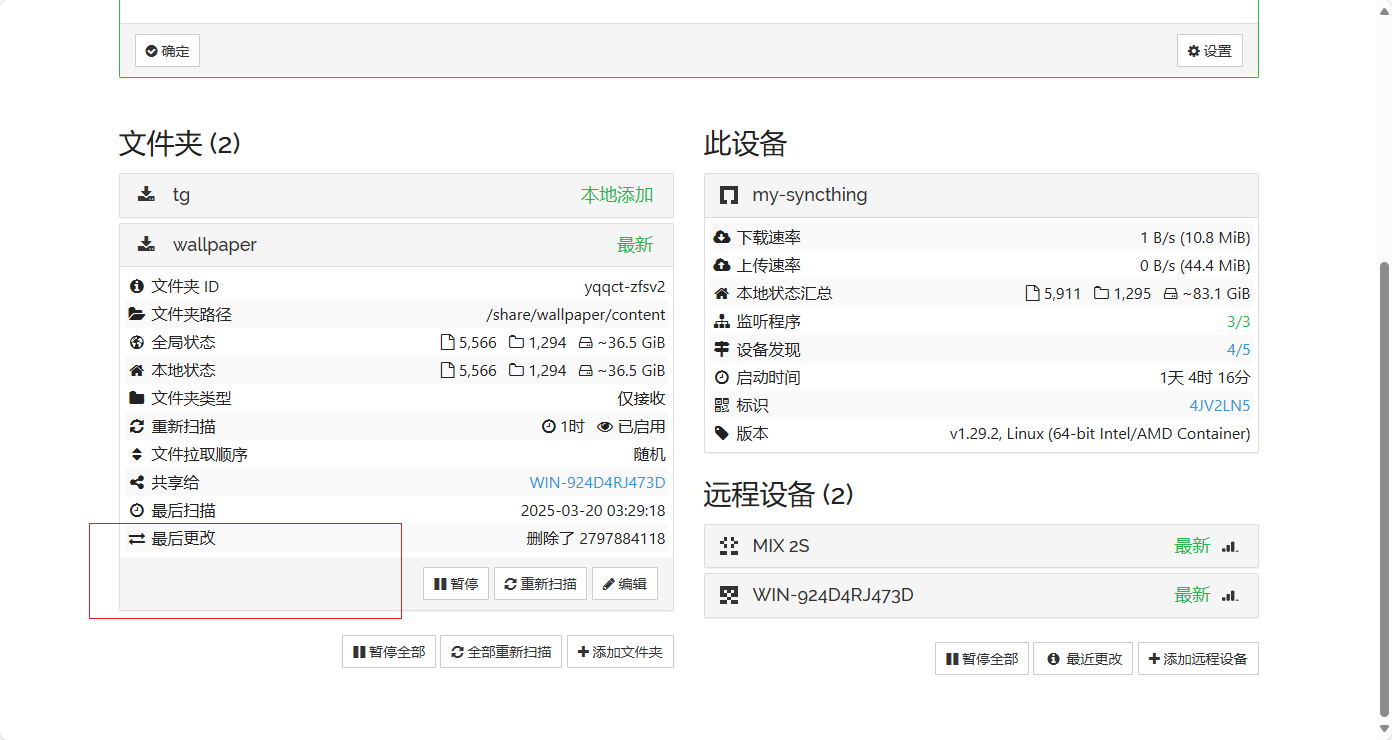 确定
设置
文件夹 (2)
tg 本地添加
wallpaper 最新
文件夹 ID yqqct-zfsv2
文件夹路径 /share/wallpaper/content
全局状态 5,566 1,294 ~36.5 GiB
本地状态 5,566 1,294 ~36.5 GiB
文件夹类型 仅接收
重新扫描 1时 已启用
文件拉取顺序 随机
共享给 WIN-924D4RJ473D
最后扫描 2025-03-20 03:29:18
最后更改 删除了 2797884118
暂停 重新扫描 编辑
暂停全部 全部重新扫描 添加文件夹
此设备
my-syncthing
下载速率 1 B/s (10.8 MiB)
上传速率 0 B/s (44.4 MiB)
本地状态汇总 5,911 1,295 ~83.1 GiB
监听程序 3/3
设备发现 4/5
启动时间 1天 4时 16分
标识 4JV2LN5
版本 v1.29.2, Linux (64-bit Intel/AMD Container)
远程设备 (2)
MIX 2S 最新
WIN-924D4RJ473D 最新
暂停全部 最近更改 添加远程设备